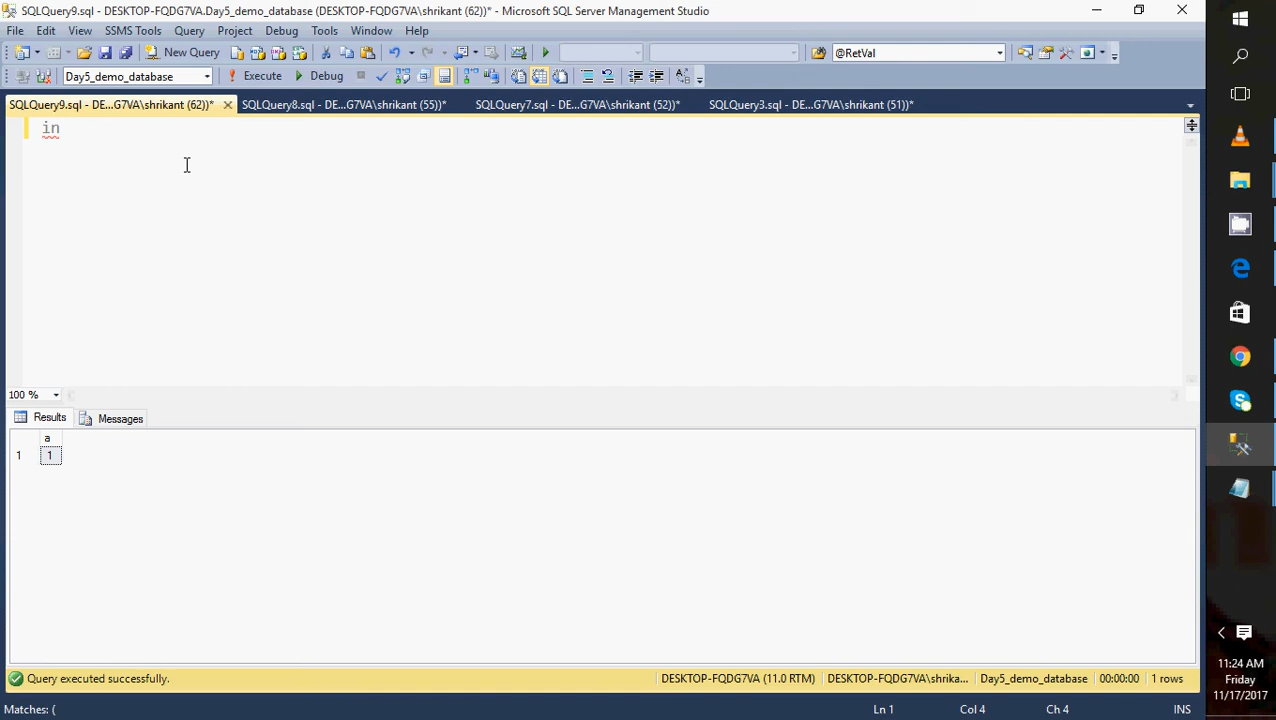 SQLQuery9.sql - DESKTOP-FQDG7VA.Day5_demo_database (DESKTOP-FQDG7VA\shrikant (62))* - Microsoft SQL Server Management Studio
File Edit View SSMS Tools Query Project Debug Tools Window Help
New Query @RetVal
Day5_demo_database Execute Debug
SQLQuery9.sql - DE...G7VA\shrikant (62))* SQLQuery8.sql - DE...G7VA\shrikant (55))* SQLQuery7.sql - DE...G7VA\shrikant (52))* SQLQuery3.sql - DE...G7VA\shrikant (51))*
in
100 %
Results Messages
a
1 1
Query executed successfully. DESKTOP-FQDG7VA (11.0 RTM) DESKTOP-FQDG7VA\shrika... Day5_demo_database 00:00:00 1 rows
Matches: ( Ln 1 Col 4 Ch 4 INS
11:24 AM
Friday
11/17/2017